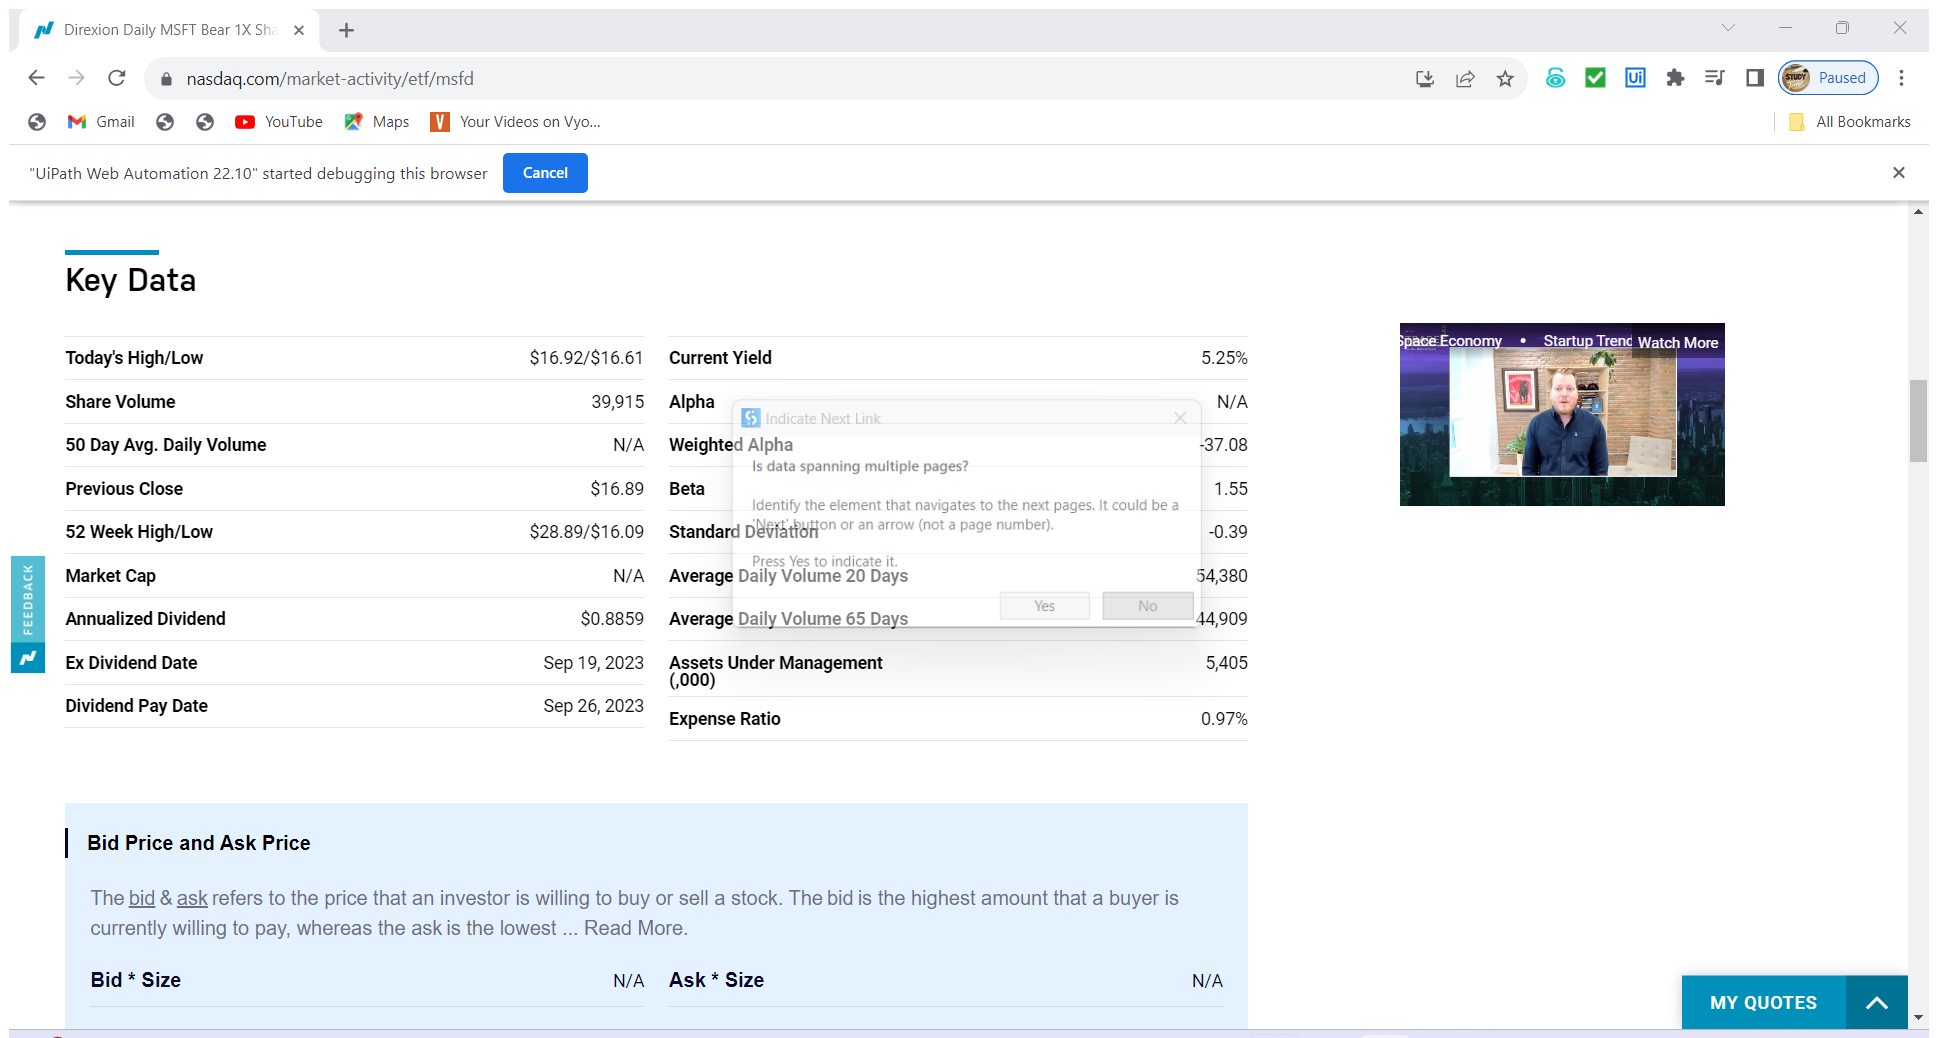 Direxion Daily MSFT Bear 1X Sha
nasdaq.com/market-activity/etf/msfd
Paused
Gmail
YouTube
Maps
Your Videos on Vyo...
All Bookmarks
"UiPath Web Automation 22.10" started debugging this browser
Cancel
Key Data
Today's High/Low $16.92/$16.61
Share Volume 39,915
50 Day Avg. Daily Volume N/A
Previous Close $16.89
52 Week High/Low $28.89/$16.09
Market Cap N/A
Annualized Dividend $0.8859
Ex Dividend Date Sep 19, 2023
Dividend Pay Date Sep 26, 2023
Current Yield 5.25%
Alpha N/A
Weighted Alpha -37.08
Beta 1.55
Standard Deviation -0.39
Average Daily Volume 20 Days 54,380
Average Daily Volume 65 Days 44,909
Assets Under Management
(,000) 5,405
Expense Ratio 0.97%
Indicate Next Link
Is data spanning multiple pages?
Identify the element that navigates to the next pages. It could be a
'Next' button or an arrow (not a page number).
Press Yes to indicate it.
Yes
No
Space Economy • Startup Trend
Watch More
FEEDBACK
Bid Price and Ask Price
The bid & ask refers to the price that an investor is willing to buy or sell a stock. The bid is the highest amount that a buyer is
currently willing to pay, whereas the ask is the lowest ... Read More.
Bid * Size N/A
Ask * Size N/A
MY QUOTES